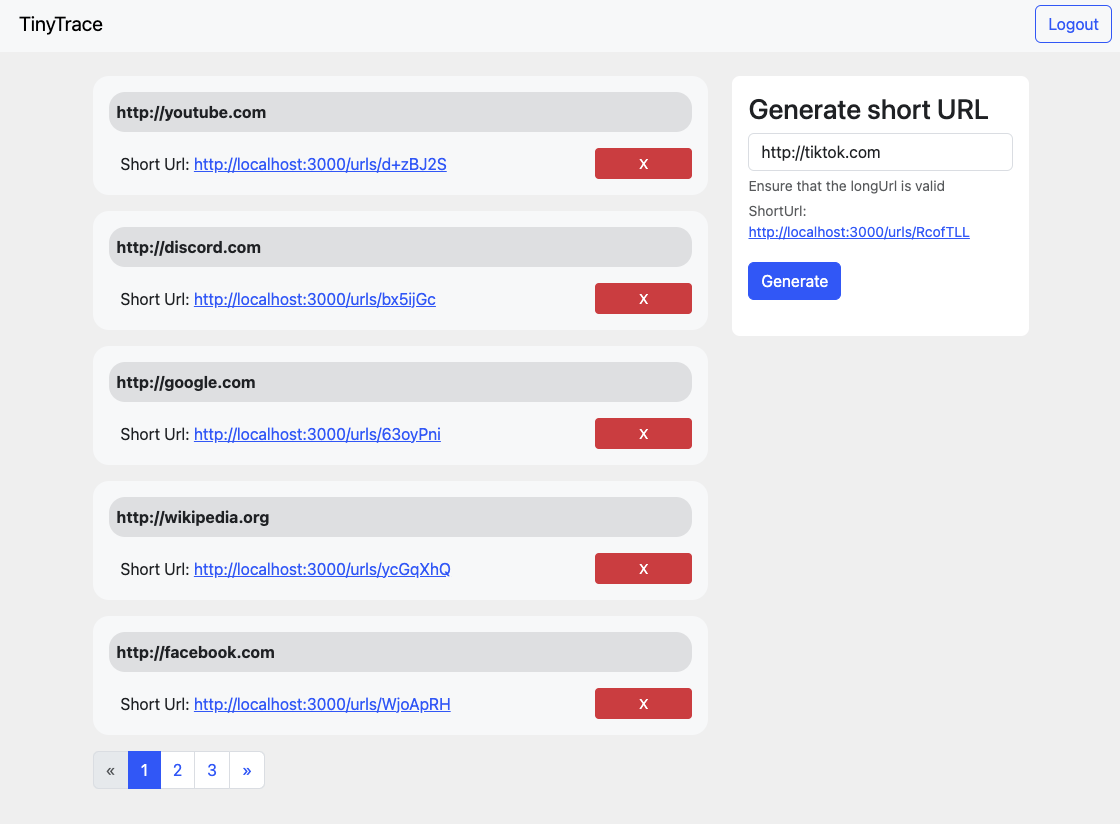 TinyTrace
Logout
http://youtube.com
Short Url: http://localhost:3000/urls/d+zBJ2S
X
http://discord.com
Short Url: http://localhost:3000/urls/bx5ijGc
X
http://google.com
Short Url: http://localhost:3000/urls/63oyPni
X
http://wikipedia.org
Short Url: http://localhost:3000/urls/ycGqXhQ
X
http://facebook.com
Short Url: http://localhost:3000/urls/WjoApRH
X
« 1 2 3 »
Generate short URL
http://tiktok.com
Ensure that the longUrl is valid
ShortUrl:
http://localhost:3000/urls/RcofTLL
Generate